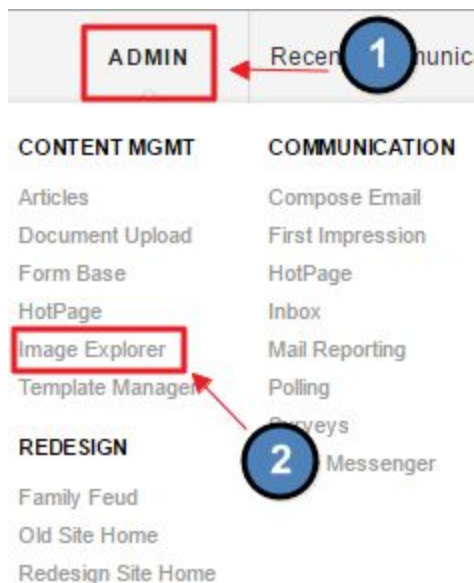 ADMIN
1
CONTENT MGMT
Articles
Document Upload
Form Base
HotPage
Image Explorer
Template Manager
REDESIGN
Family Feud
Old Site Home
Redesign Site Home
COMMUNICATION
Compose Email
First Impression
HotPage
Inbox
Mail Reporting
Polling
2
Messenger